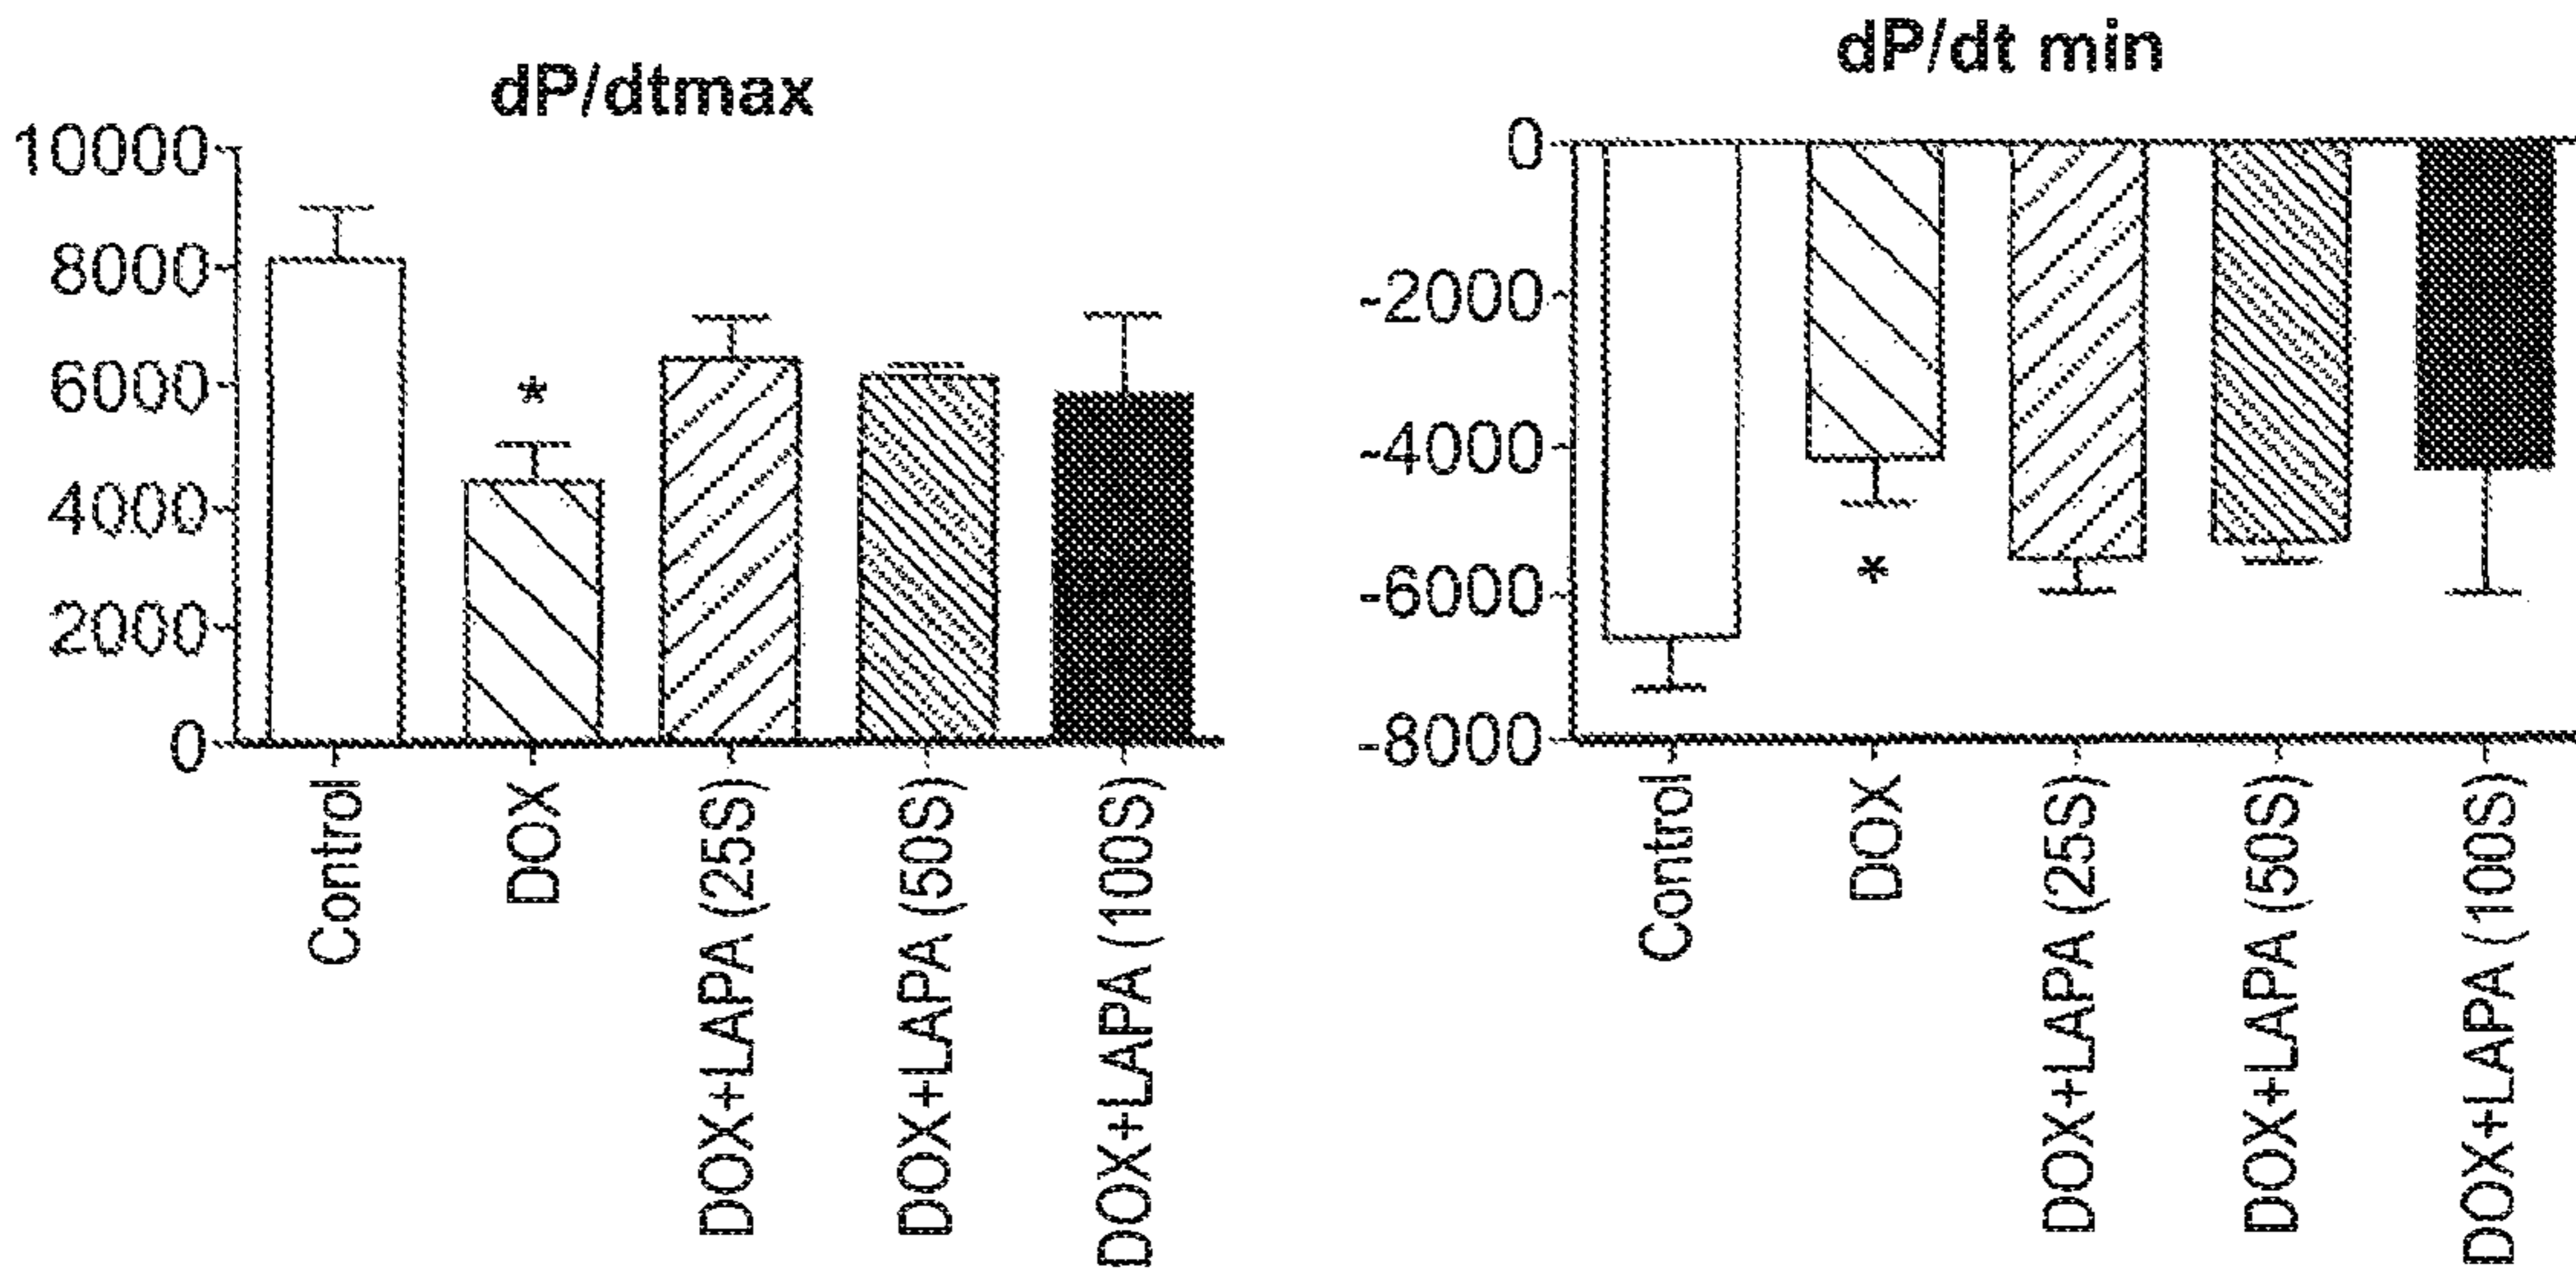 dP/dtmax
10000
8000
6000
4000
2000
0
*
Control
DOX
DOX+LAPA (25S)
DOX+LAPA (50S)
DOX+LAPA (100S)
dP/dt min
0
-2000
-4000
-6000
-8000
*
Control
DOX
DOX+LAPA (25S)
DOX+LAPA (50S)
DOX+LAPA (100S)